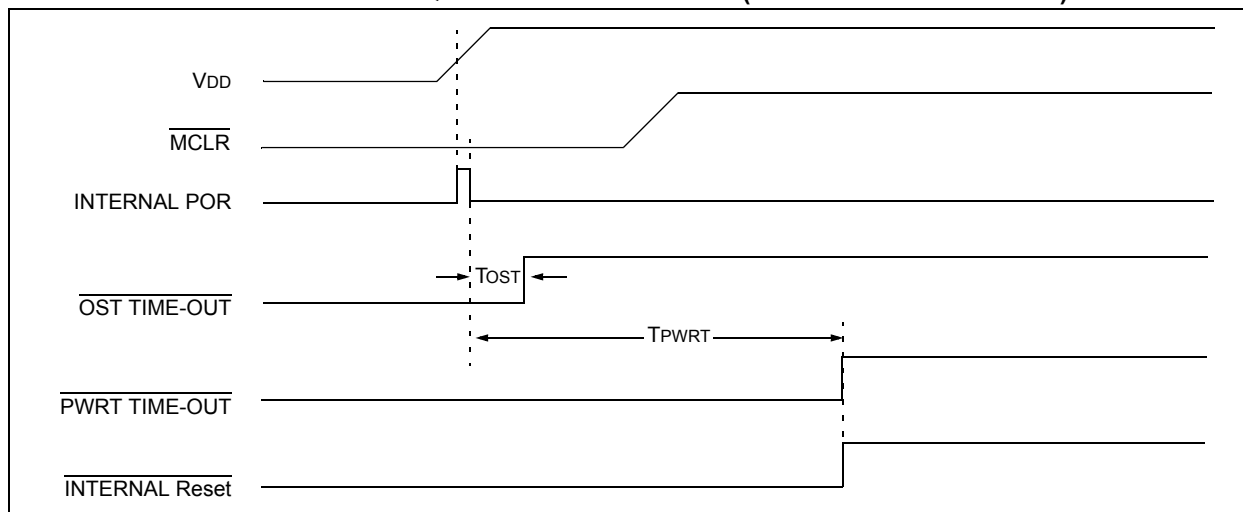 VDD
MCLR
INTERNAL POR
TOST
OST TIME-OUT
TPWRT
PWRT TIME-OUT
INTERNAL Reset